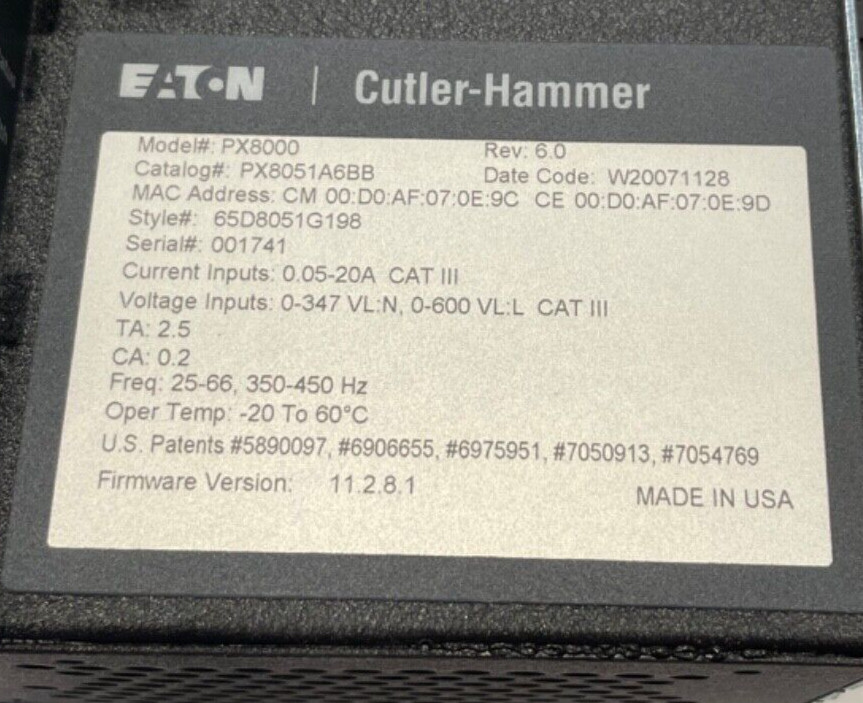 EATON | Cutler-Hammer
Model#: PX8000 Rev: 6.0
Catalog#: PX8051A6BB Date Code: W20071128
MAC Address: CM 00:D0:AF:07:0E:9C CE 00:D0:AF:07:0E:9D
Style#: 65D8051G198
Serial#: 001741
Current Inputs: 0.05-20A CAT III
Voltage Inputs: 0-347 VL:N, 0-600 VL:L CAT III
TA: 2.5
CA: 0.2
Freq: 25-66, 350-450 Hz
Oper Temp: -20 To 60°C
U.S. Patents #5890097, #6906655, #6975951, #7050913, #7054769
Firmware Version: 11.2.8.1
MADE IN USA